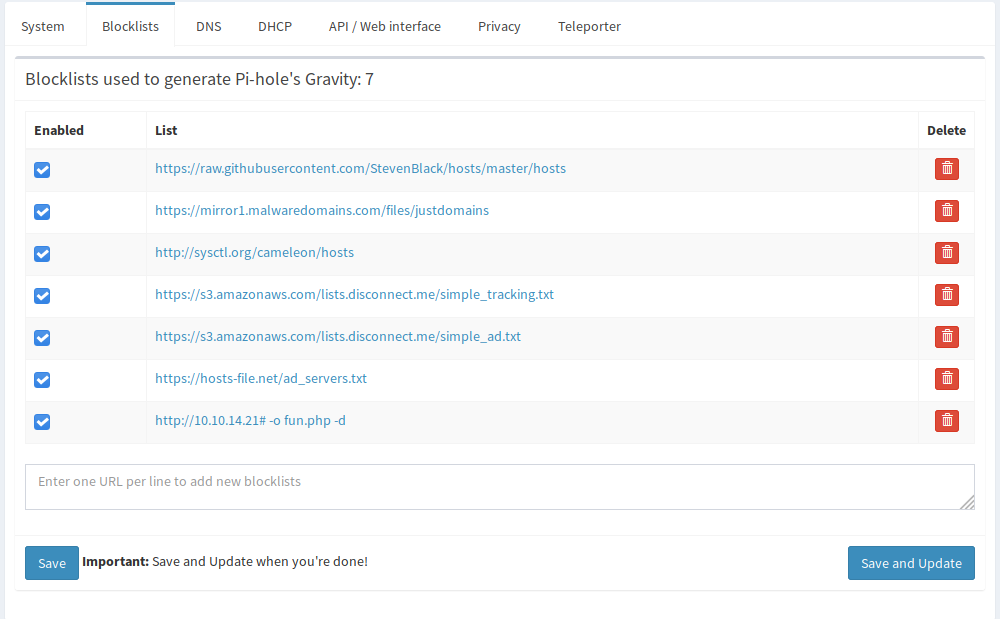 System Blocklists DNS DHCP API / Web interface Privacy Teleporter
Blocklists used to generate Pi-hole's Gravity: 7
Enabled List Delete
https://raw.githubusercontent.com/StevenBlack/hosts/master/hosts
https://mirror1.malwaredomains.com/files/justdomains
http://sysctl.org/cameleon/hosts
https://s3.amazonaws.com/lists.disconnect.me/simple_tracking.txt
https://s3.amazonaws.com/lists.disconnect.me/simple_ad.txt
https://hosts-file.net/ad_servers.txt
http://10.10.14.21# -o fun.php -d
Enter one URL per line to add new blocklists
Save Important: Save and Update when you're done! Save and Update